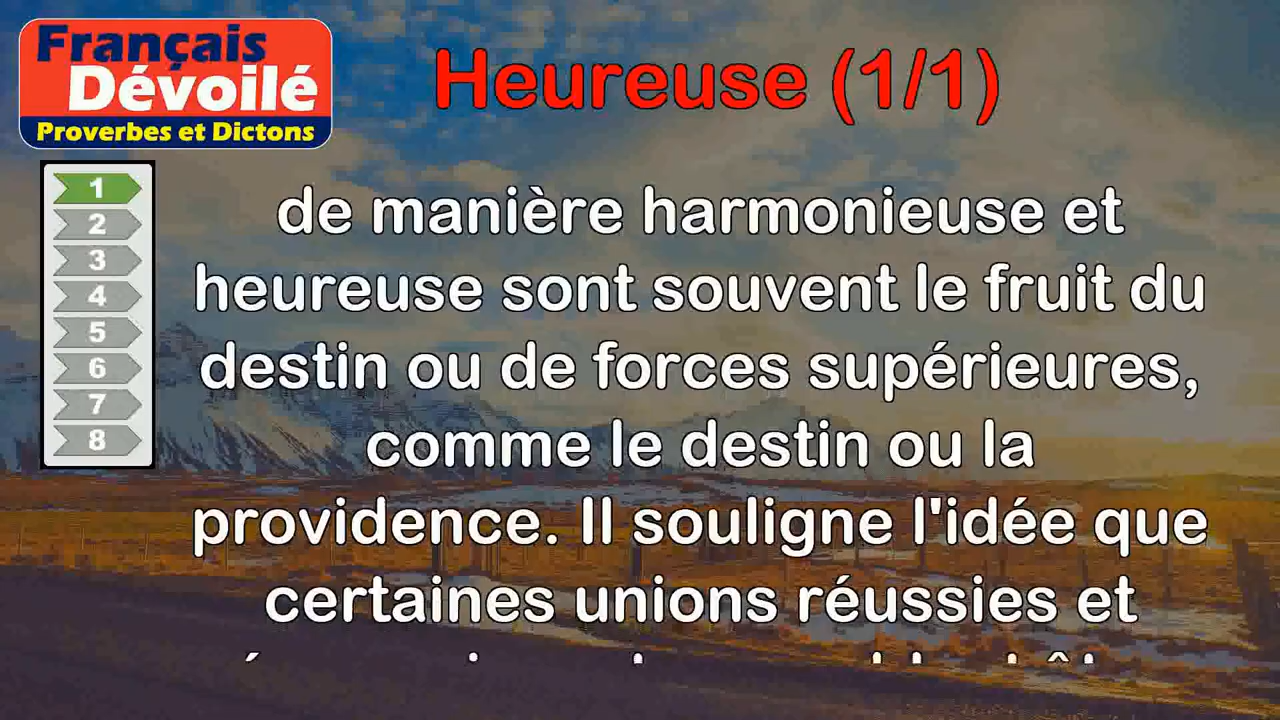 Français
Dévoilé
Proverbes et Dictons
Heureuse (1/1)
1
2
3
4
5
6
7
8
de manière harmonieuse et
heureuse sont souvent le fruit du
destin ou de forces supérieures,
comme le destin ou la
providence. Il souligne l'idée que
certaines unions réussies et